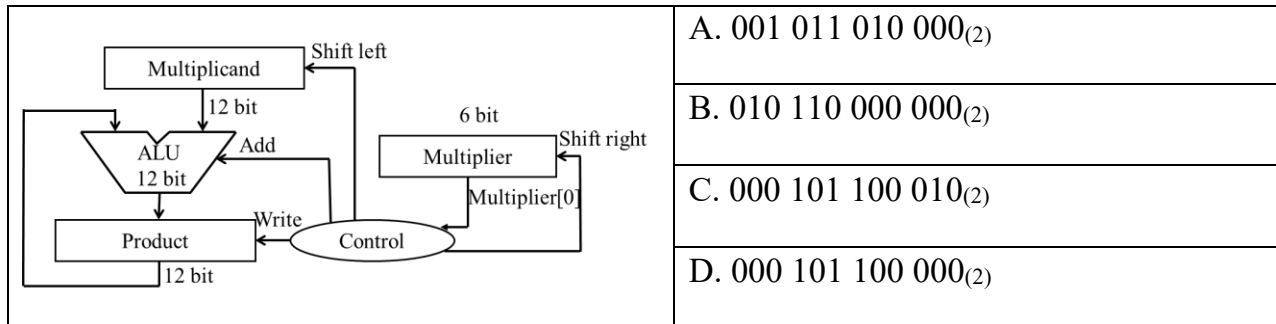 Shift left
Multiplicand
12 bit
6 bit
Shift right
ALU
Add
Multiplier
12 bit
Multiplier[0]
Write
Product
Control
12 bit
A. 001 011 010 000(2)
B. 010 110 000 000(2)
C. 000 101 100 010(2)
D. 000 101 100 000(2)